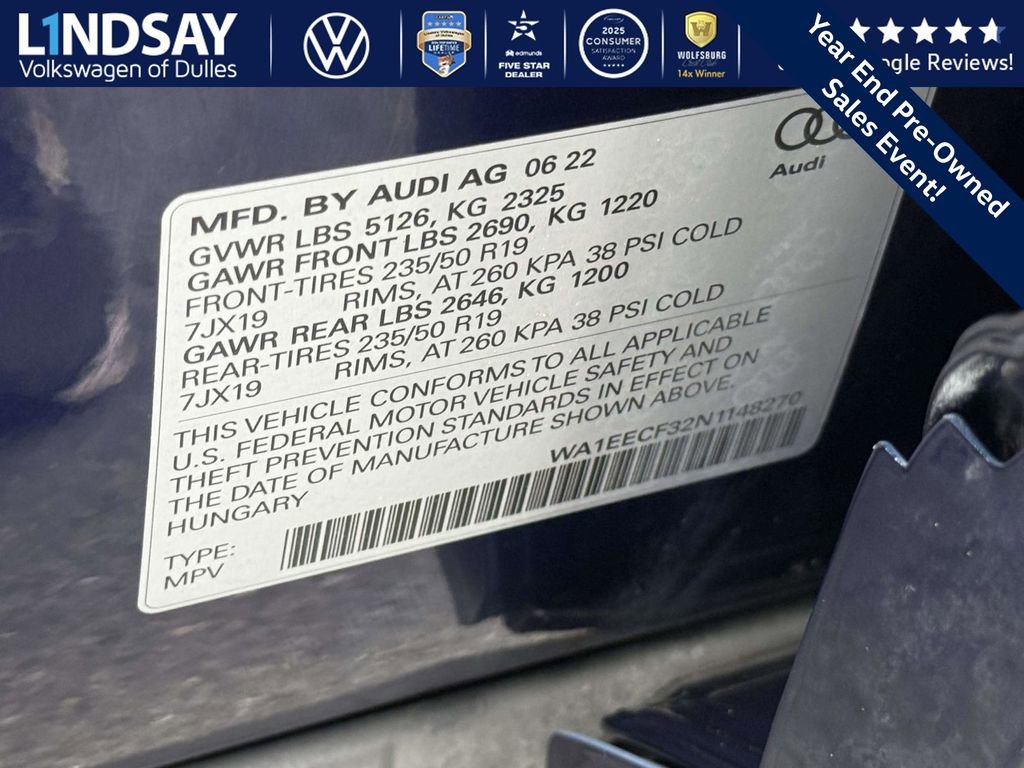 L1NDSAY
Volkswagen of Dulles
LIFETIME
5
edmunds
FIVE STAR
DEALER
2025
CONSUMER
SATISFACTION
AWARD
WOLFSBURG
14x Winner
Google Reviews!
Year End Pre-Owned
Sales Event!
Audi
MFD. BY AUDI AG 06 22
GVWR LBS 5126, KG 2325
GAWR FRONT LBS 2690, KG 1220
FRONT-TIRES 235/50 R19
7JX19 RIMS, AT 260 KPA 38 PSI COLD
GAWR REAR LBS 2646, KG 1200
REAR-TIRES 235/50 R19
7JX19 RIMS, AT 260 KPA 38 PSI COLD
THIS VEHICLE CONFORMS TO ALL APPLICABLE
U.S. FEDERAL MOTOR VEHICLE SAFETY AND
THEFT PREVENTION STANDARDS IN EFFECT ON
THE DATE OF MANUFACTURE SHOWN ABOVE.
HUNGARY
WA1EECF32N1148270
TYPE:
MPV